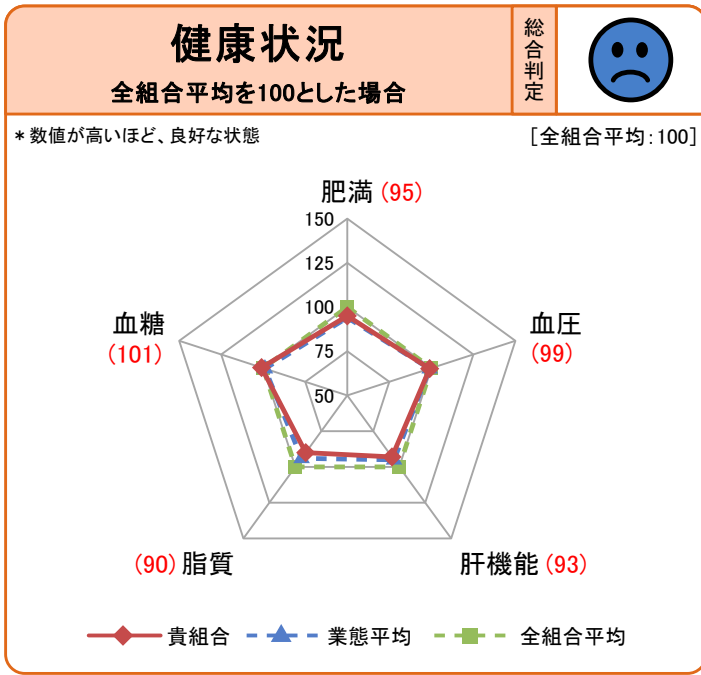 健康状況
全組合平均を100とした場合
総合判定
*数値が高いほど、良好な状態
[全組合平均:100]
肥満(95)
150
125
100
75
50
血糖
(101)
血圧
(99)
(90)脂質
肝機能(93)
貴組合
業態平均
全組合平均